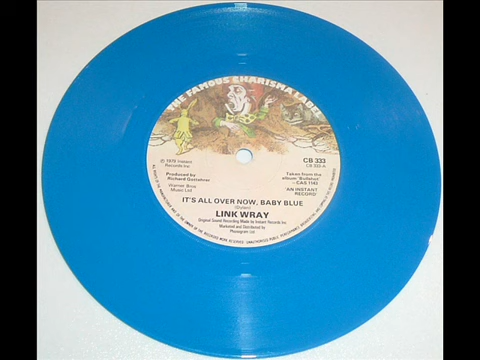 THE FAMOUS CHARISMA LABEL
℗ 1979 Instant
Records Inc
CB 333
CB 333-A
Produced by
Richard Gottehrer
Taken from the
album 'Bullshot'
– CAS 1143
Warner Bros
Music Ltd
'AN INSTANT
RECORD'
IT'S ALL OVER NOW, BABY BLUE
(Dylan)
LINK WRAY
Original Sound Recording Made by Instant Records Inc.
Marketed and Distributed by
Phonogram Ltd.